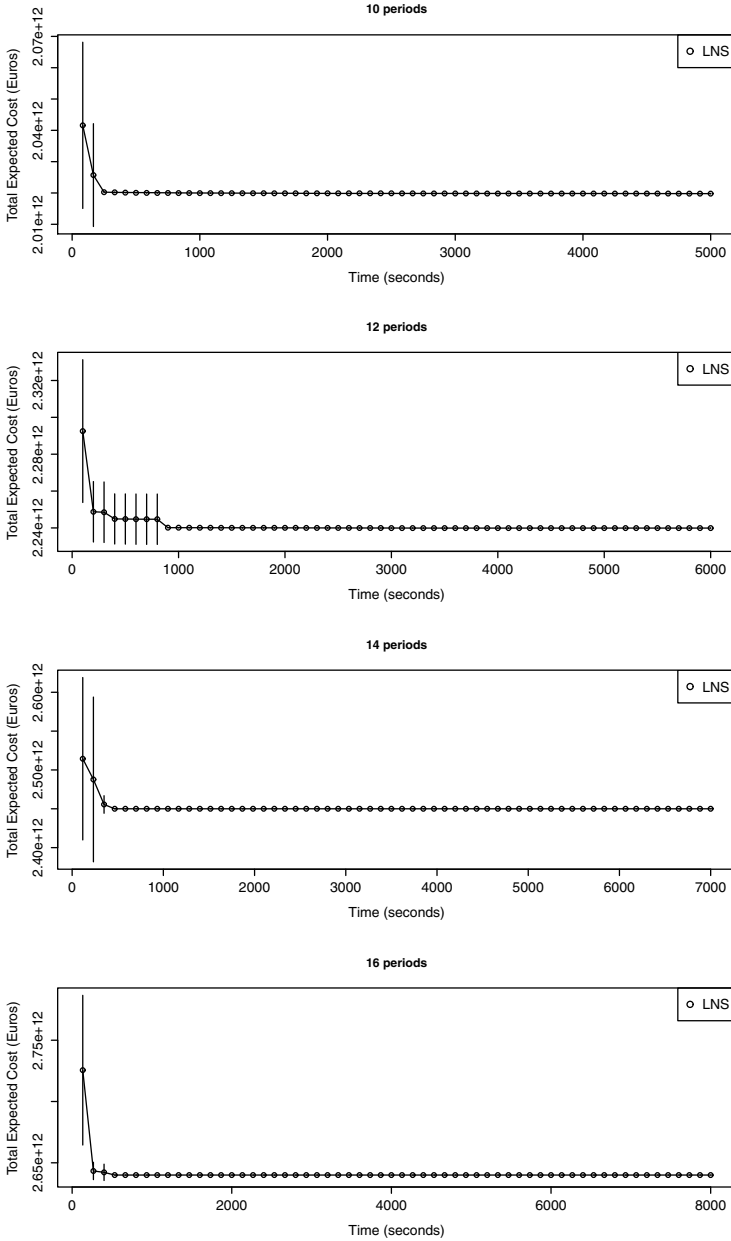 10 periods
Total Expected Cost (Euros)
2.07e+12
2.04e+12
2.01e+12
LNS
0 1000 2000 3000 4000 5000
Time (seconds)
12 periods
Total Expected Cost (Euros)
2.32e+12
2.28e+12
2.24e+12
LNS
0 1000 2000 3000 4000 5000 6000
Time (seconds)
14 periods
Total Expected Cost (Euros)
2.60e+12
2.50e+12
2.40e+12
LNS
0 1000 2000 3000 4000 5000 6000 7000
Time (seconds)
16 periods
Total Expected Cost (Euros)
2.75e+12
2.65e+12
LNS
0 2000 4000 6000 8000
Time (seconds)